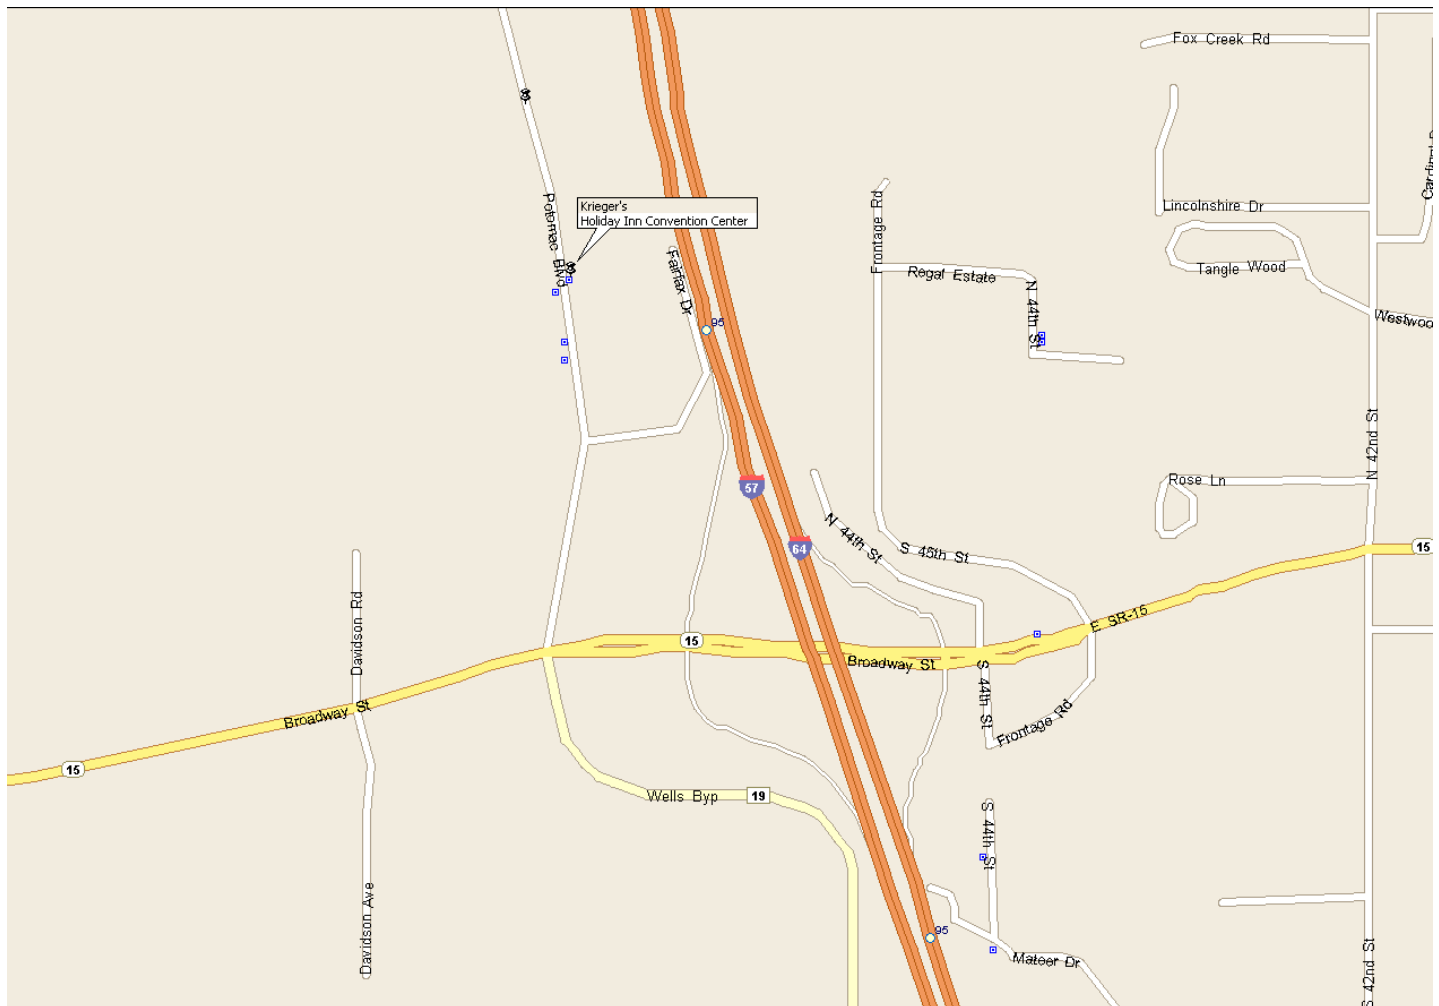 Fox Creek Rd
Cardinal
Potomac Blvd
Krieger's
Holiday Inn Convention Center
Frontage Rd
Lincolnshire Dr
Fairfax Dr
Regal Estate
Tangle Wood
N 44th St
95
Westwoo
N 42nd St
57
Rose Ln
N 44th St
64
S 45th St
15
Davidson Rd
15
E SR-15
Broadway St
S 44th St
Broadway St
Frontage Rd
15
Wells Byp
19
S 44th St
Davidson Ave
95
Mateer Dr
S 42nd St